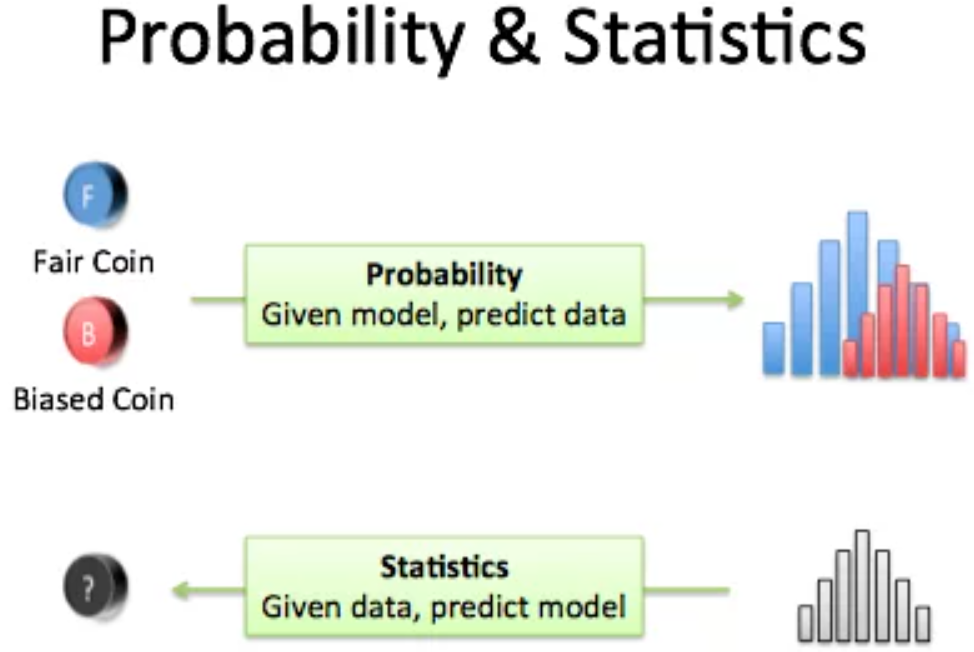 Probability & Statistics
F
Fair Coin
B
Biased Coin
Probability
Given model, predict data
?
Statistics
Given data, predict model